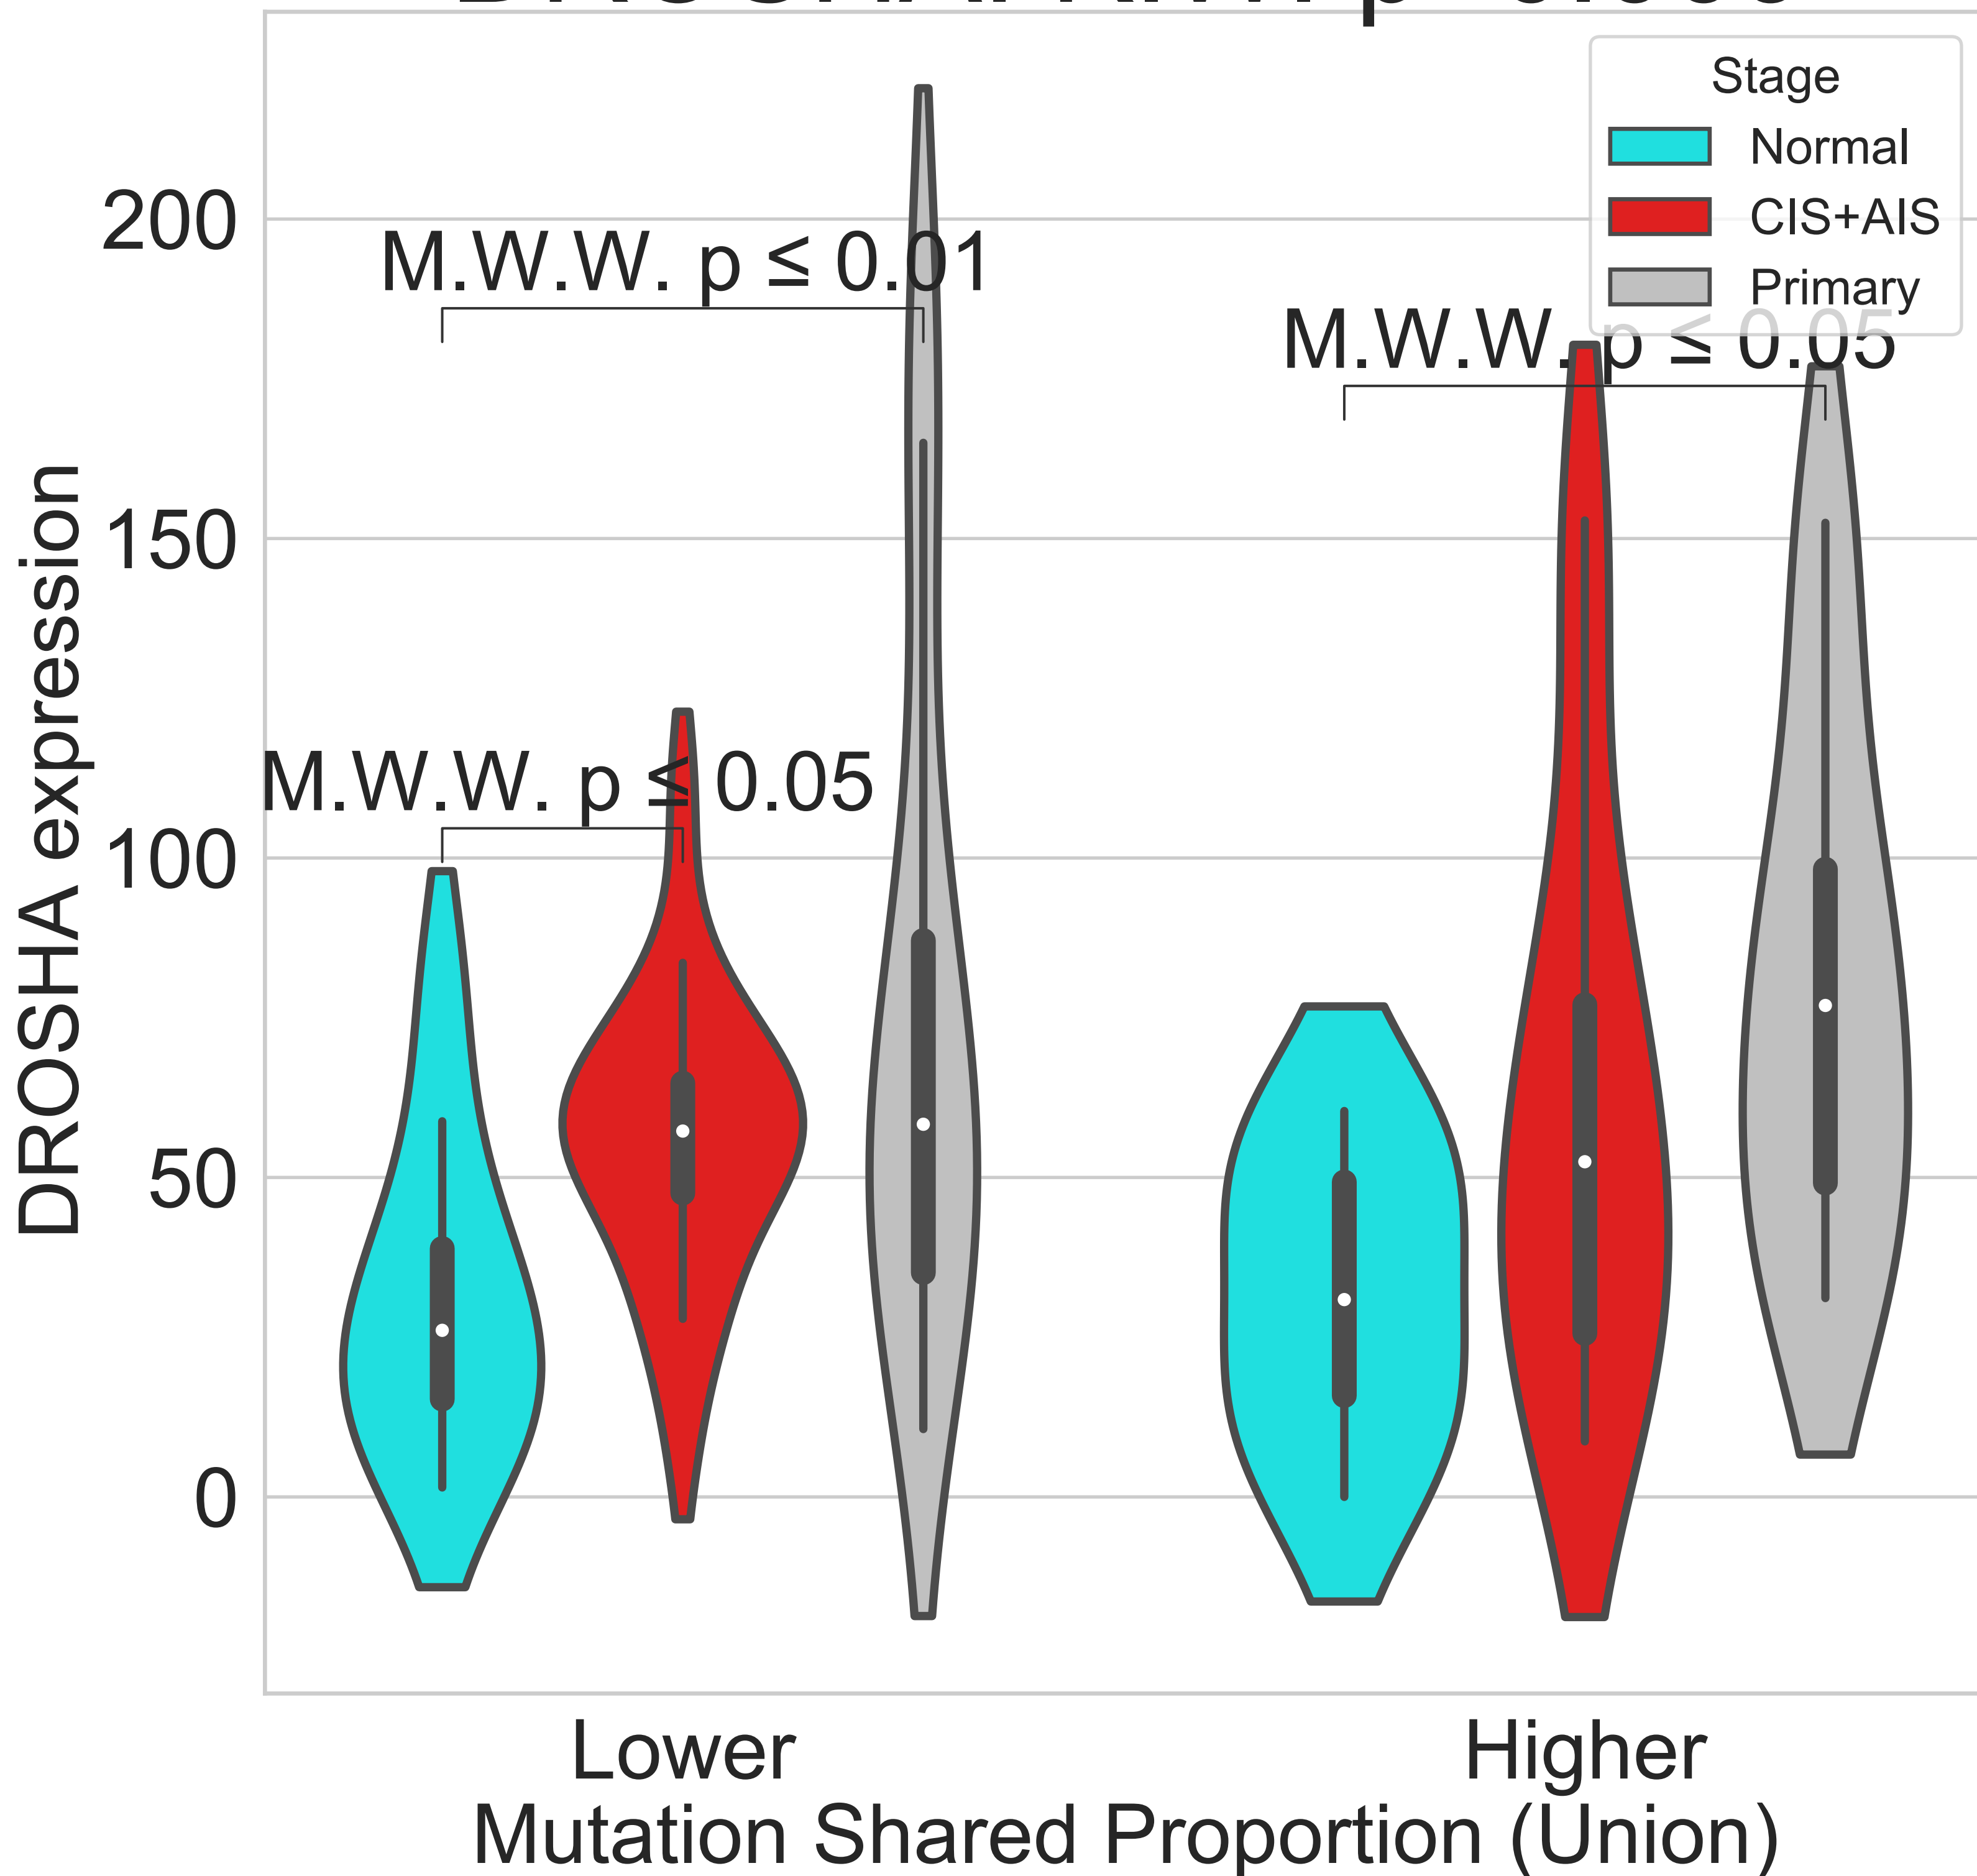 Stage
Normal
CIS+AIS
Primary
200
150
100
50
0
DROSHA expression
M.W.W. p ≤ 0.01
M.W.W. p ≤ 0.05
M.W.W. p ≤ 0.05
Lower
Higher
Mutation Shared Proportion (Union)